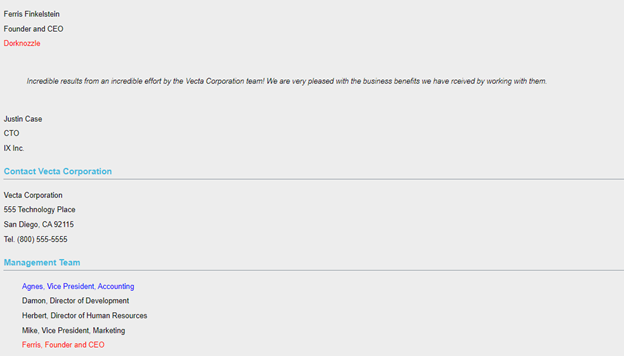 Ferris Finkelstein
Founder and CEO
Dorknozzle
Incredible results from an incredible effort by the Vecta Corporation team! We are very pleased with the business benefits we have rceived by working with them.
Justin Case
CTO
IX Inc.
Contact Vecta Corporation
Vecta Corporation
555 Technology Place
San Diego, CA 92115
Tel. (800) 555-5555
Management Team
Agnes, Vice President, Accounting
Damon, Director of Development
Herbert, Director of Human Resources
Mike, Vice President, Marketing
Ferris, Founder and CEO